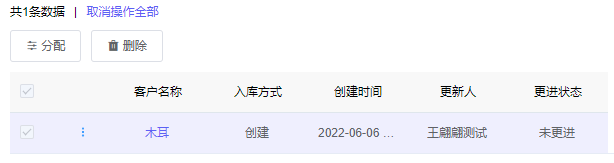 共1条数据 | 取消操作全部
分配 删除
客户名称 入库方式 创建时间 更新人 更进状态
木耳 创建 2022-06-06 ... 王翩翩测试 未更进